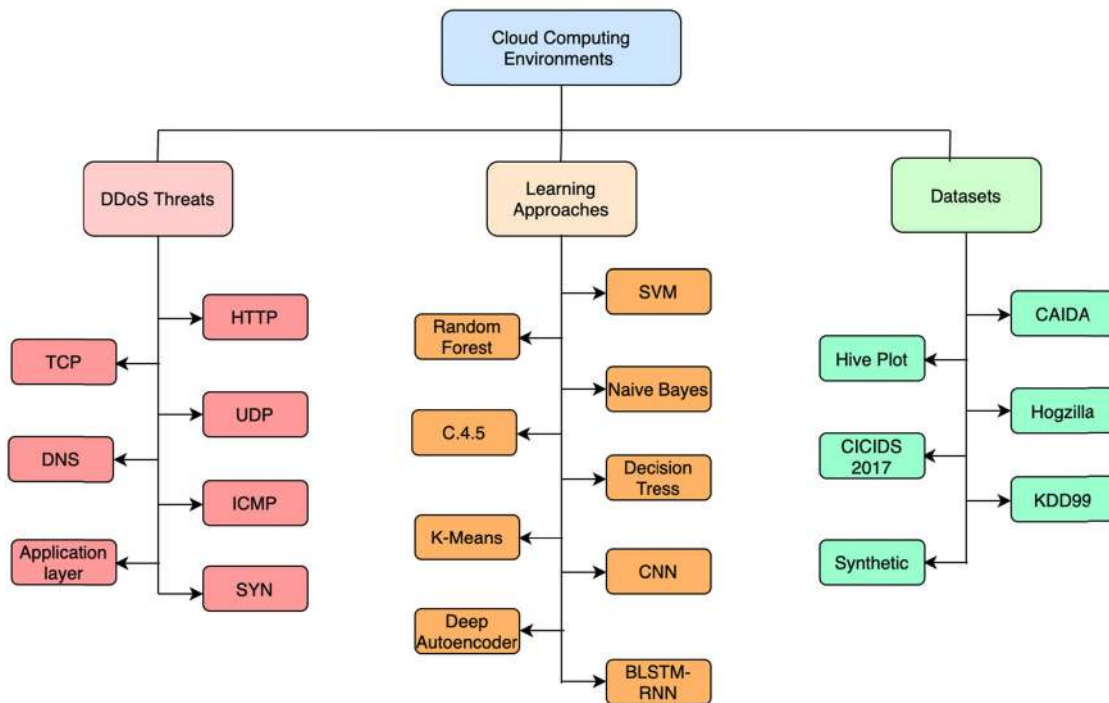 Cloud Computing
Environments
DDoS Threats
Learning
Approaches
Datasets
HTTP
TCP
UDP
DNS
ICMP
Application
layer
SYN
SVM
Random
Forest
Naive Bayes
C.4.5
Decision
Tress
K-Means
CNN
Deep
Autoencoder
BLSTM-
RNN
CAIDA
Hive Plot
Hogzilla
CICIDS
2017
KDD99
Synthetic